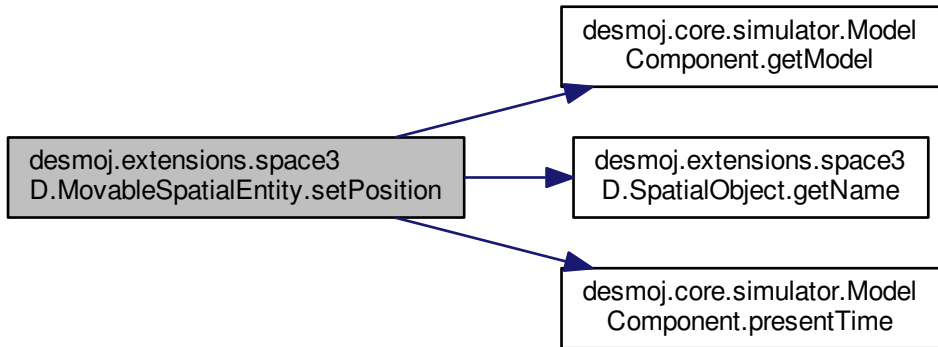 desmoj.core.simulator.Model
Component.getModel
desmoj.extensions.space3
D.MovableSpatialEntity.setPosition
desmoj.extensions.space3
D.SpatialObject.getName
desmoj.core.simulator.Model
Component.presentTime